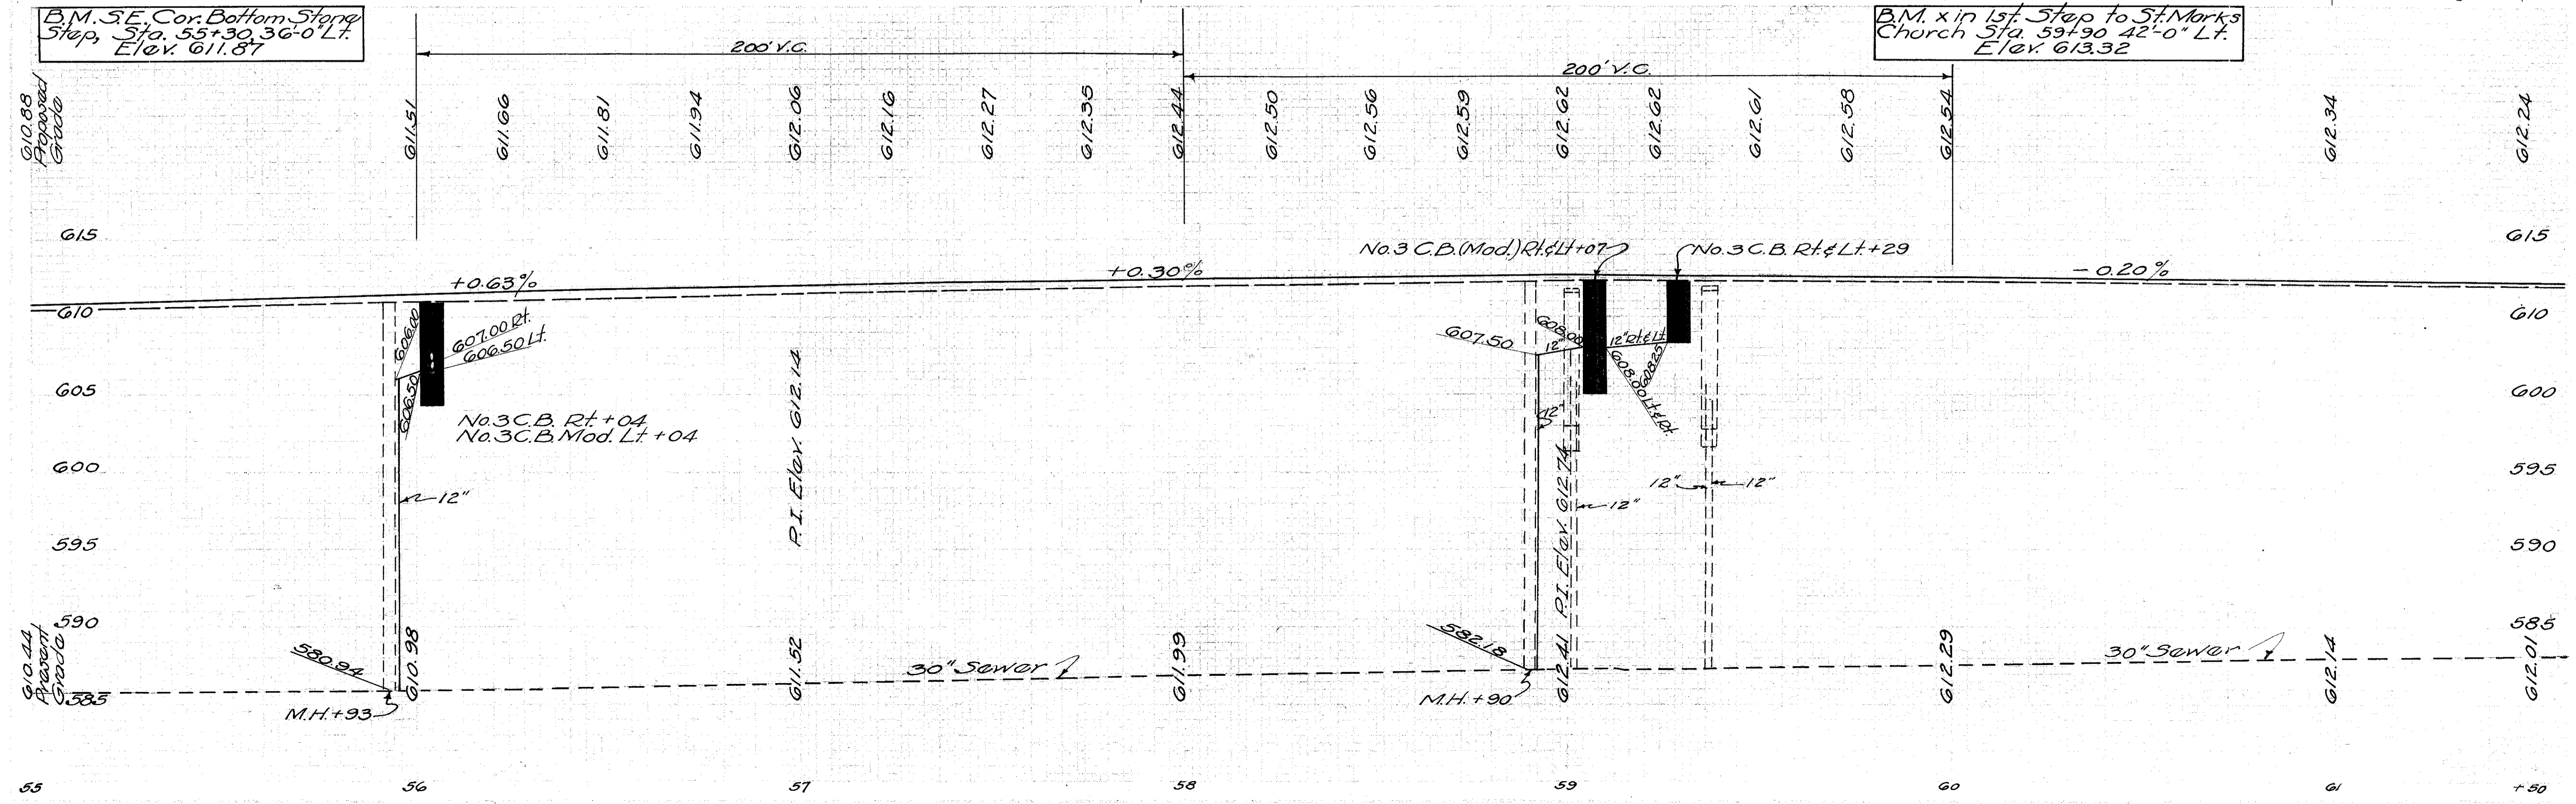 B.M. S.E. Cor. Bottom Stone
Step, Sta. 55+30, 36'-0" Lt.
Elev. 611.87
B.M. x in 1st. Step to St. Marks
Church Sta. 59+90 42'-0" Lt.
Elev. 613.32
200' V.C.
200' V.C.
610.88
Proposed
Grade
611.51
611.66
611.81
611.94
612.06
612.16
612.27
612.35
612.44
612.50
612.56
612.59
612.62
612.62
612.61
612.58
612.54
612.34
612.24
615
615
No.3 C.B.(Mod.) Rt.&Lt.+07
No.3 C.B. Rt.& Lt.+29
+0.63%
+0.30%
-0.20%
610
610
606.00
607.00 Rt.
606.50 Lt.
606.50
607.50
608.00
12"
12" Rt.& Lt.
608.25
608.00 Lt.& Rt.
605
600
No.3 C.B. Rt. +04
No.3 C.B. Mod. Lt. +04
12"
P.I. Elev. 612.14
P.I. Elev. 612.74
600
595
12"
12"
12"
12"
595
590
590
585
610.44
Present
Grade
585
580.94
610.98
611.52
611.99
582.18
612.41
612.29
612.14
612.01
30" Sewer
30" Sewer
M.H.+93
M.H.+90
55
56
57
58
59
60
61
+50